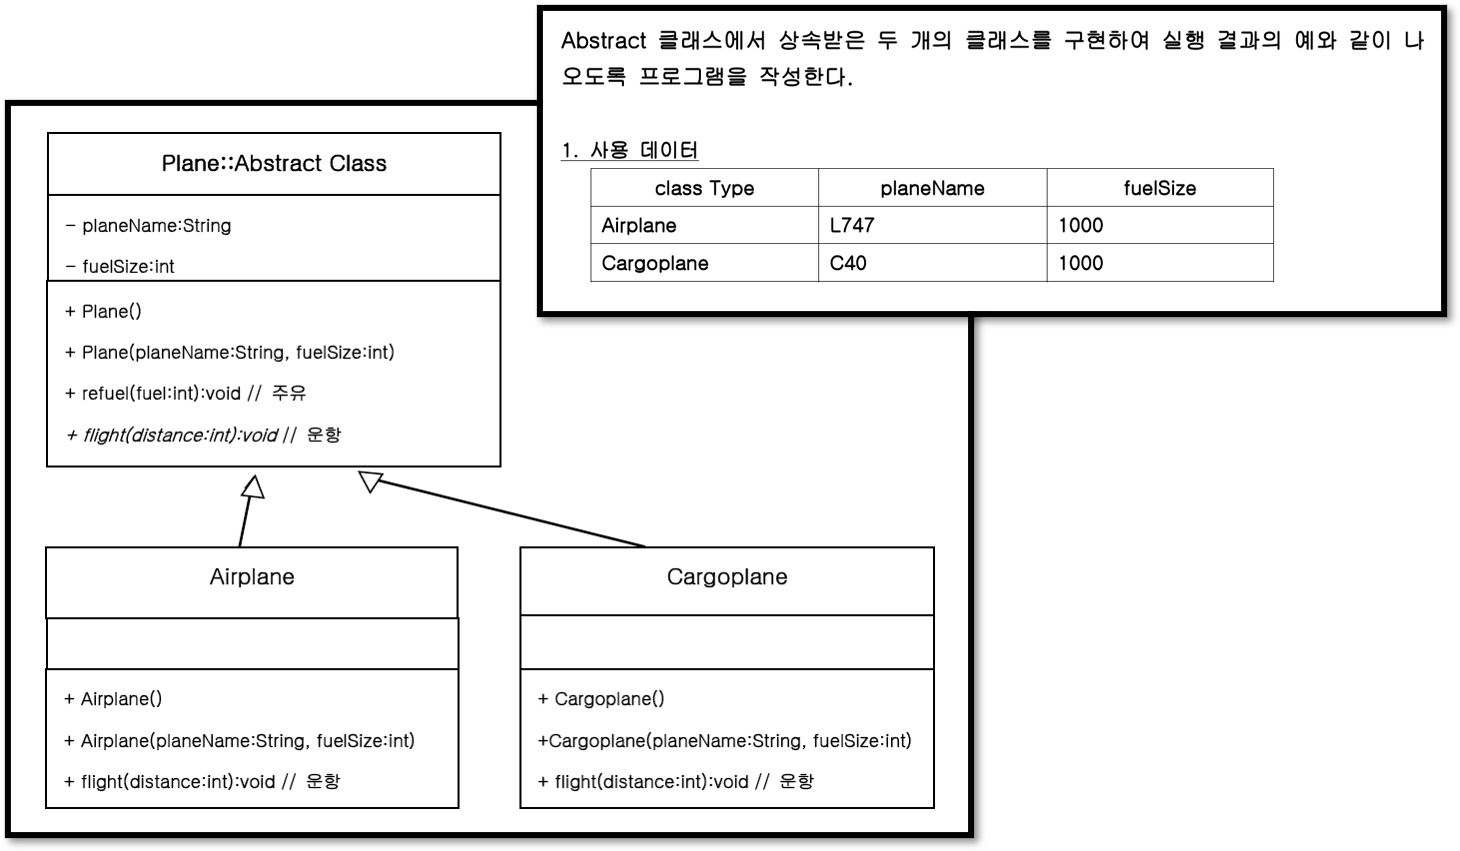 Abstract 클래스에서 상속받은 두 개의 클래스를 구현하여 실행 결과의 예와 같이 나
오도록 프로그램을 작성한다.
1. 사용 데이터
class Type planeName fuelSize
Airplane L747 1000
Cargoplane C40 1000
Plane::Abstract Class
- planeName:String
- fuelSize:int
+ Plane()
+ Plane(planeName:String, fuelSize:int)
+ refuel(fuel:int):void // 주유
+ flight(distance:int):void // 운항
Airplane
+ Airplane()
+ Airplane(planeName:String, fuelSize:int)
+ flight(distance:int):void // 운항
Cargoplane
+ Cargoplane()
+Cargoplane(planeName:String, fuelSize:int)
+ flight(distance:int):void // 운항